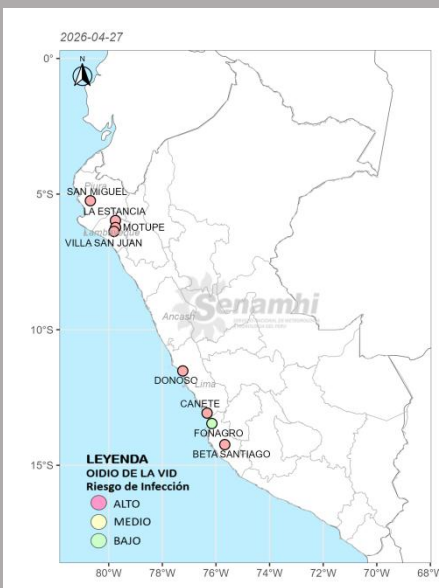 2026-04-27
0°
N
5°S
Piura
SAN MIGUEL
LA ESTANCIA
MOTUPE
Lambayeque
VILLA SAN JUAN
Senamhi
Ancash
10°S
DONOSO
Lima
CAÑETE
FONAGRO
BETA SANTIAGO
15°S
LEYENDA
OIDIO DE LA VID
Riesgo de Infección
ALTO
MEDIO
BAJO
80°W 78°W 76°W 74°W 72°W 70°W 68°W